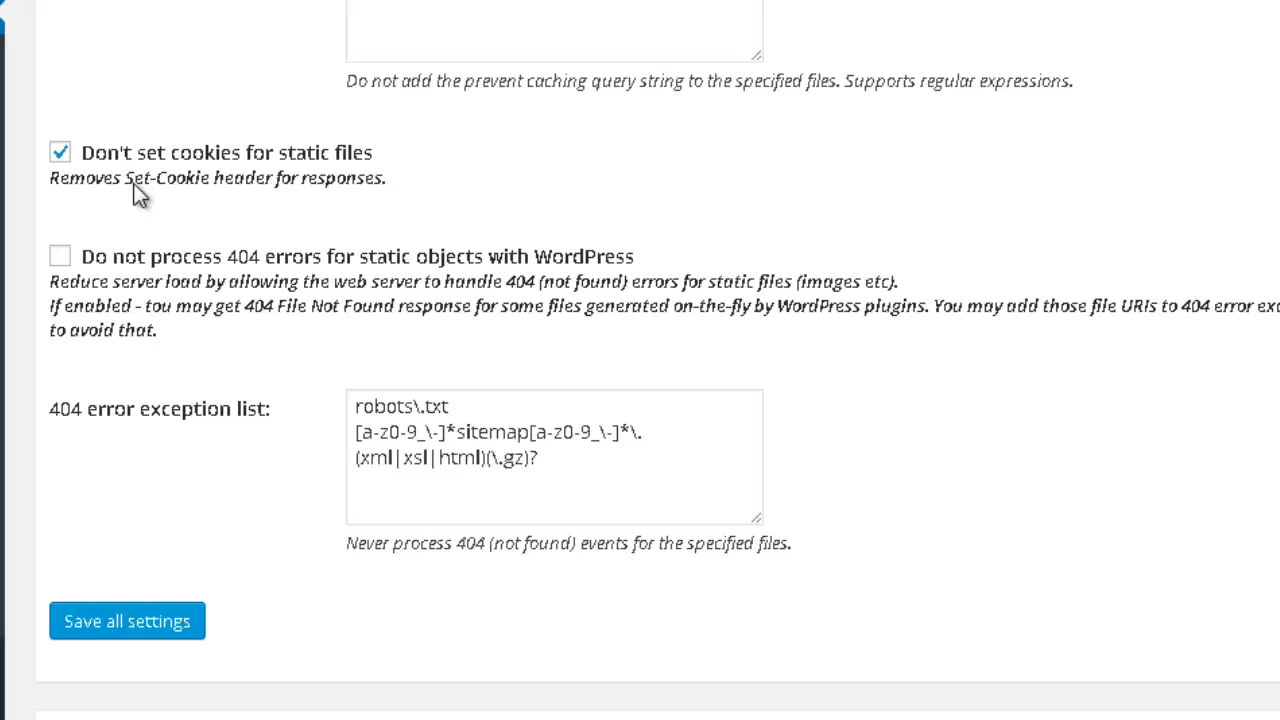 Do not add the prevent caching query string to the specified files. Supports regular expressions.
Don't set cookies for static files
Removes Set-Cookie header for responses.
Do not process 404 errors for static objects with WordPress
Reduce server load by allowing the web server to handle 404 (not found) errors for static files (images etc).
If enabled - tou may get 404 File Not Found response for some files generated on-the-fly by WordPress plugins. You may add those file URIs to 404 error
to avoid that.
404 error exception list:
robots\.txt
[a-z0-9_\-]*sitemap[a-z0-9_\-]*\.
(xml|xsl|html)(\.gz)?
Never process 404 (not found) events for the specified files.
Save all settings